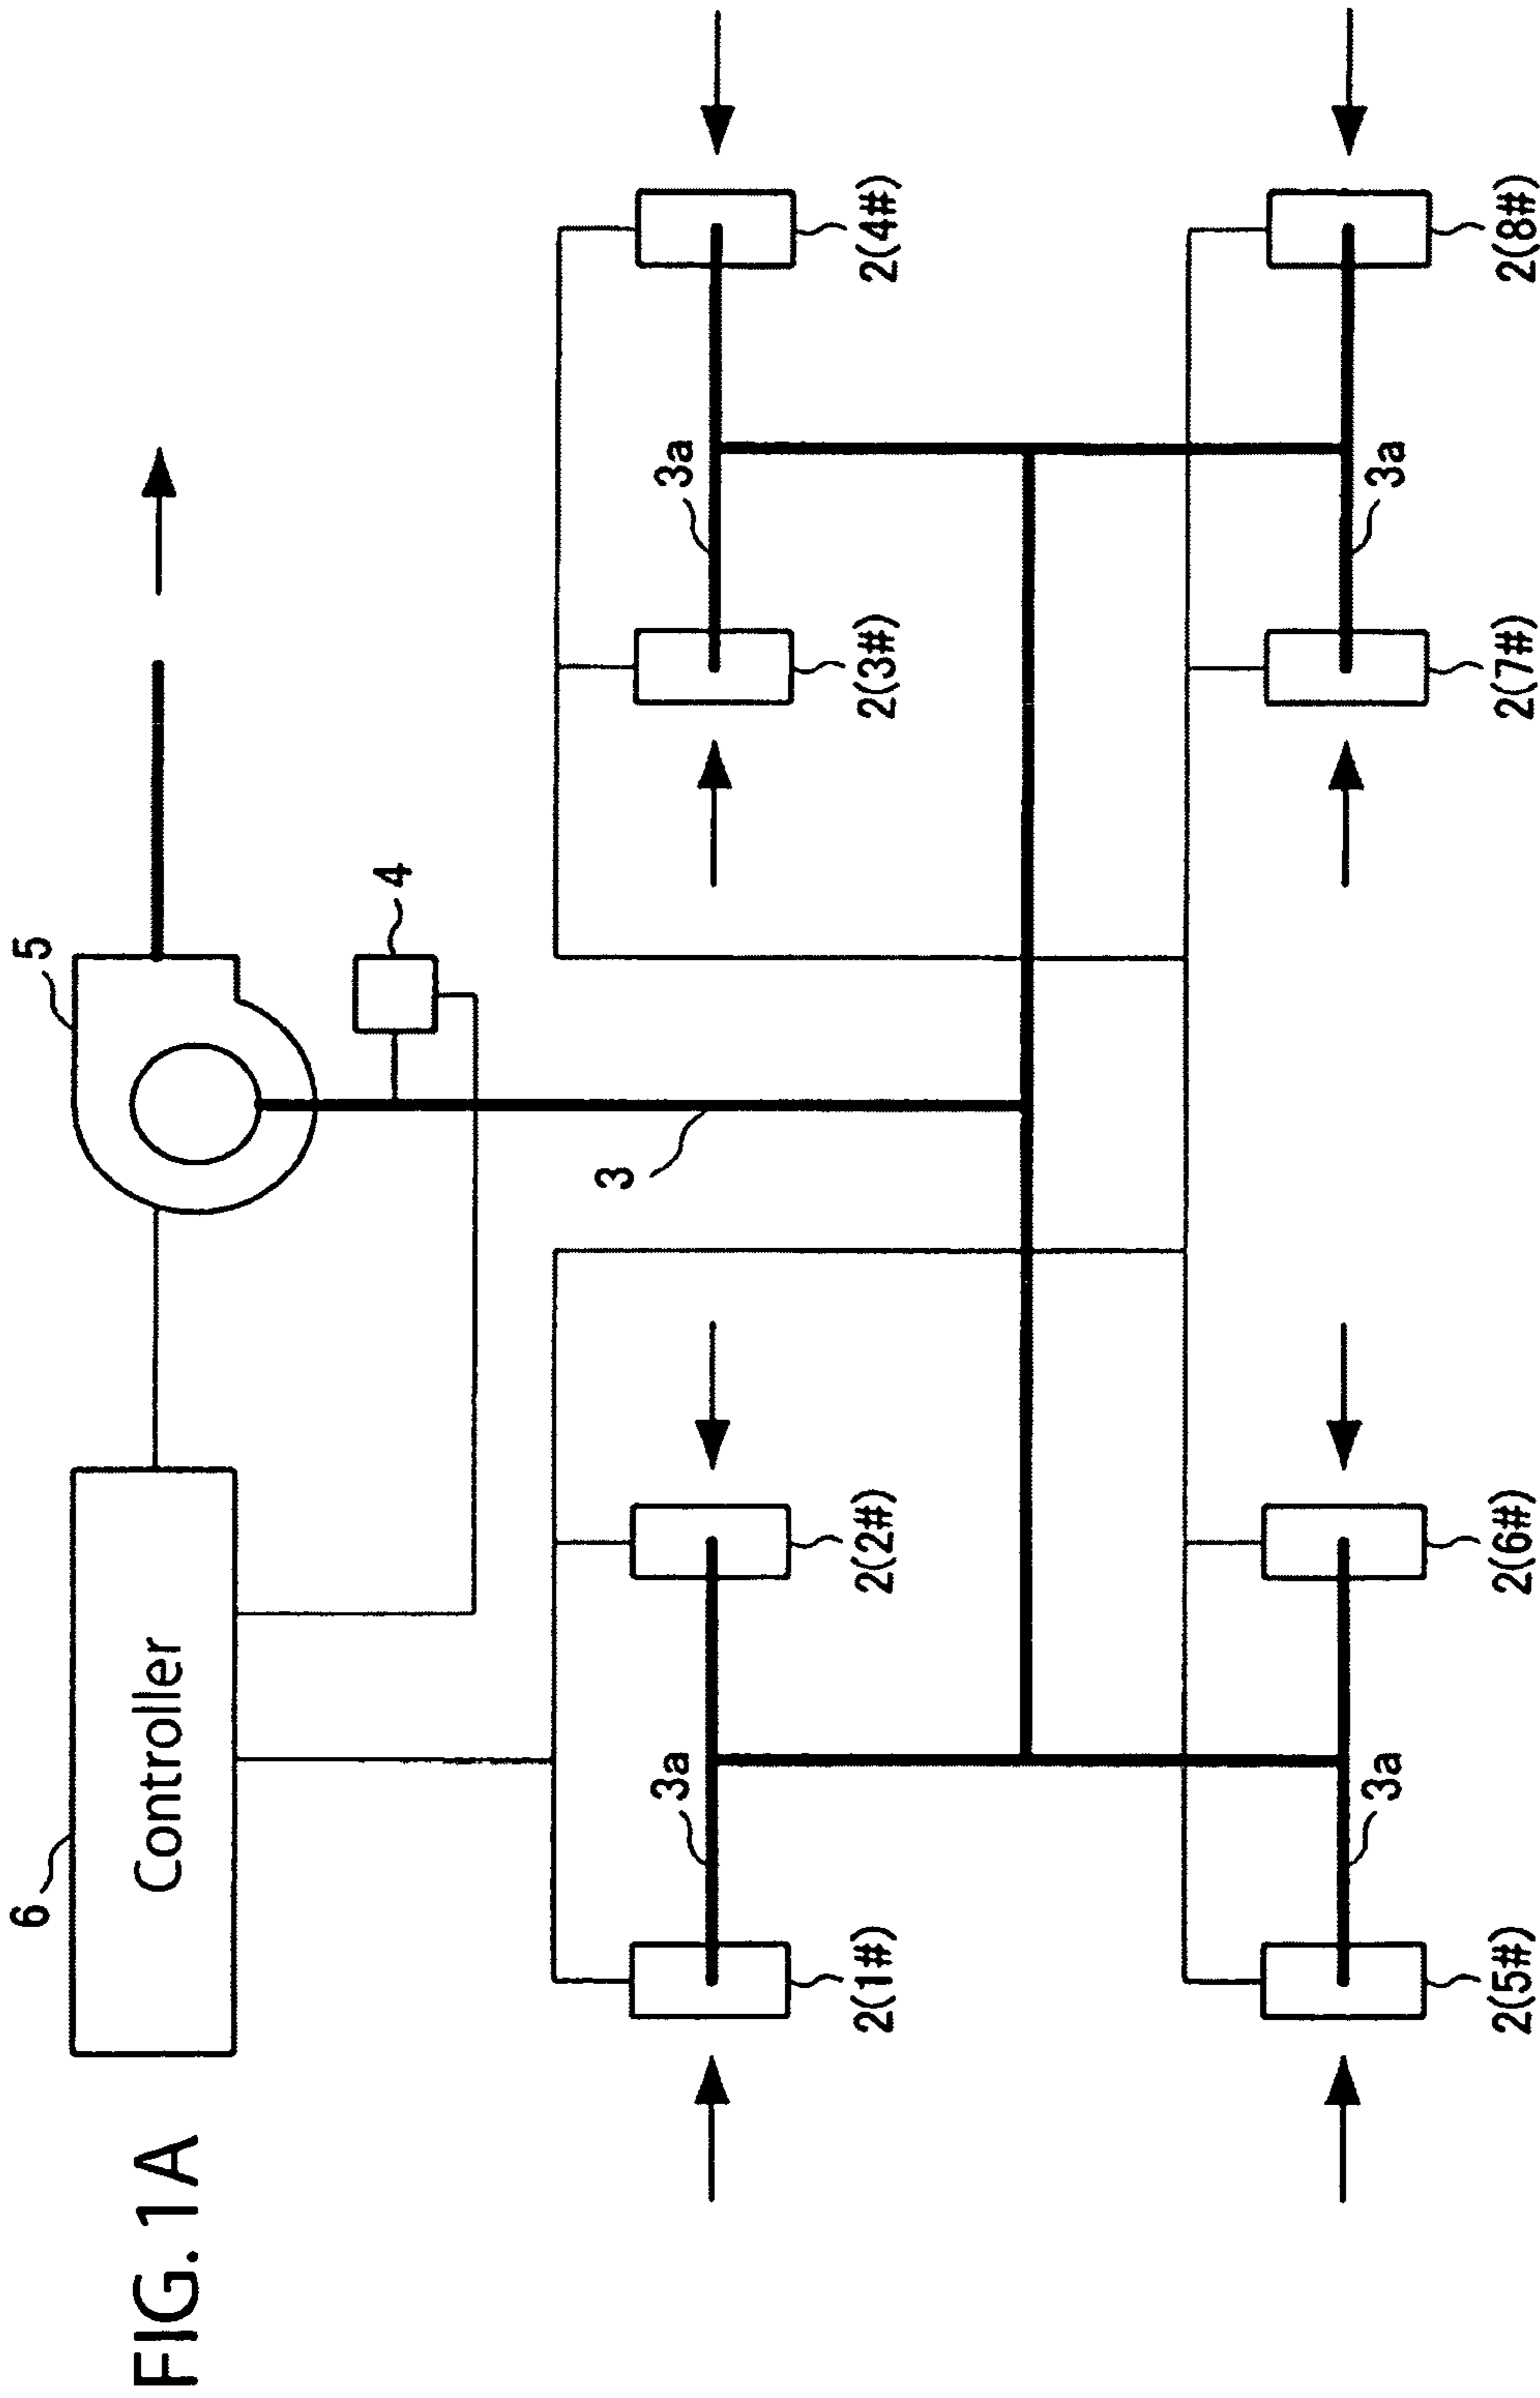 FIG. 1A
6
Controller
5
4
3
3a
3a
2(1#)
2(2#)
2(3#)
2(4#)
3a
3a
2(5#)
2(6#)
2(7#)
2(8#)